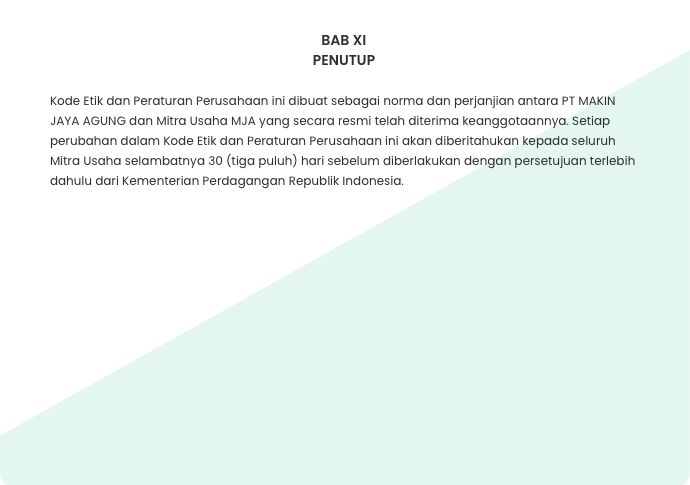 BAB XI
PENUTUP
Kode Etik dan Peraturan Perusahaan ini dibuat sebagai norma dan perjanjian antara PT MAKIN
JAYA AGUNG dan Mitra Usaha MJA yang secara resmi telah diterima keanggotaannya. Setiap
perubahan dalam Kode Etik dan Peraturan Perusahaan ini akan diberitahukan kepada seluruh
Mitra Usaha selambatnya 30 (tiga puluh) hari sebelum diberlakukan dengan persetujuan terlebih
dahulu dari Kementerian Perdagangan Republik Indonesia.